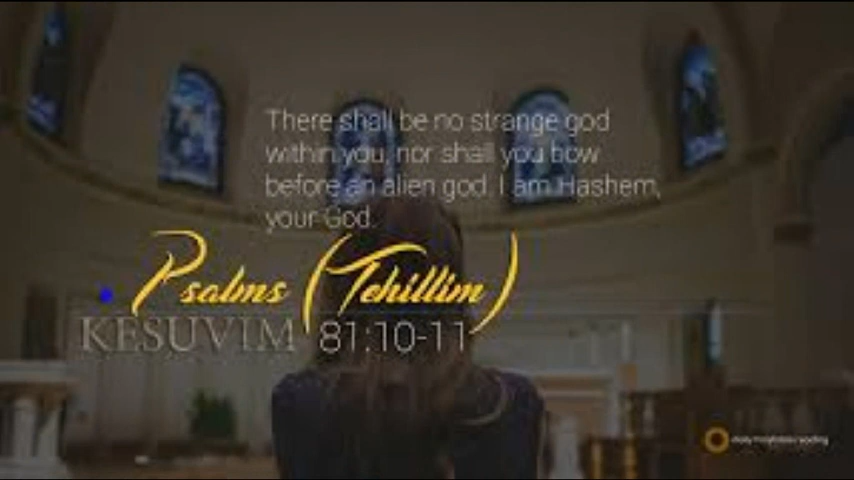 There shall be no strange god
within you, nor shall you bow
before an alien god. I am Hashem,
your God.
Psalms (Tehillim)
KESUVIM 81:10-11